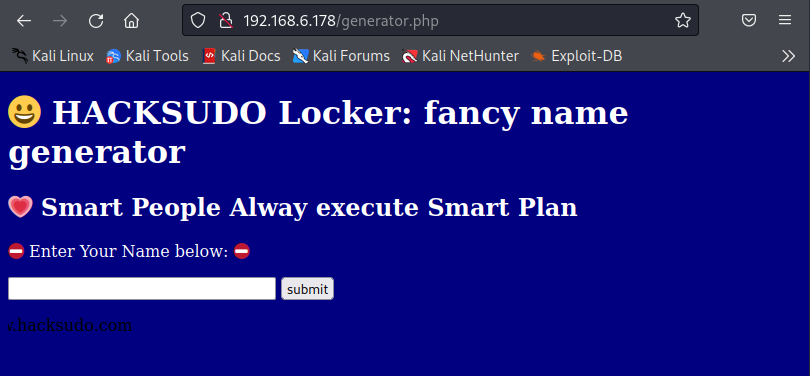 192.168.6.178/generator.php
Kali Linux Kali Tools Kali Docs Kali Forums Kali NetHunter Exploit-DB
😀 HACKSUDO Locker: fancy name
generator
💗 Smart People Alway execute Smart Plan
⛔ Enter Your Name below: ⛔
submit
.hacksudo.com